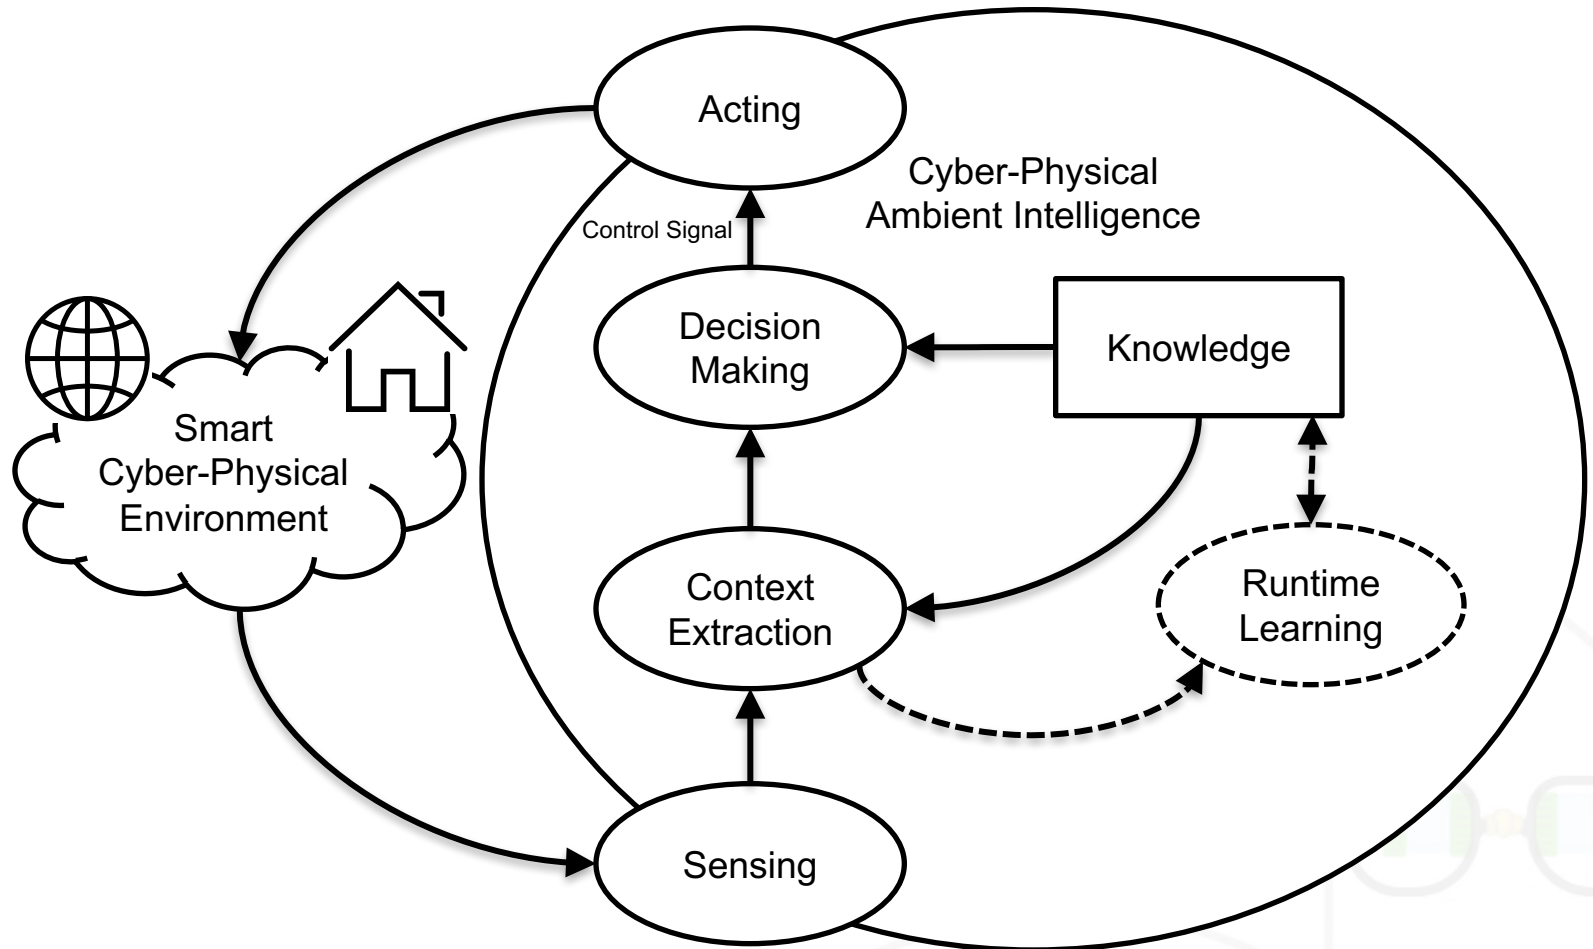 Acting
Cyber-Physical
Ambient Intelligence
Control Signal
Decision
Making
Knowledge
Smart
Cyber-Physical
Environment
Context
Extraction
Runtime
Learning
Sensing